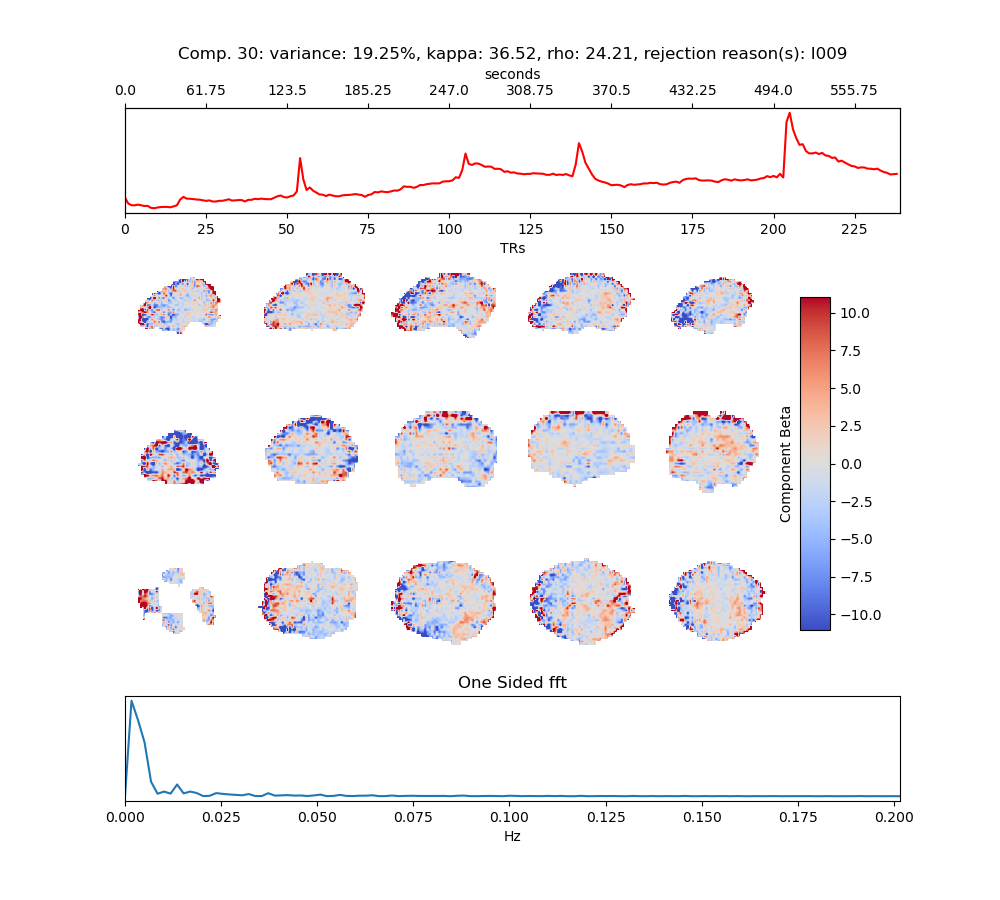 Comp. 30: variance: 19.25%, kappa: 36.52, rho: 24.21, rejection reason(s): I009
seconds
0.0 61.75 123.5 185.25 247.0 308.75 370.5 432.25 494.0 555.75
0 25 50 75 100 125 150 175 200 225
TRs
10.0
7.5
5.0
2.5
0.0
−2.5
−5.0
−7.5
−10.0
Component Beta
One Sided fft
0.000 0.025 0.050 0.075 0.100 0.125 0.150 0.175 0.200
Hz